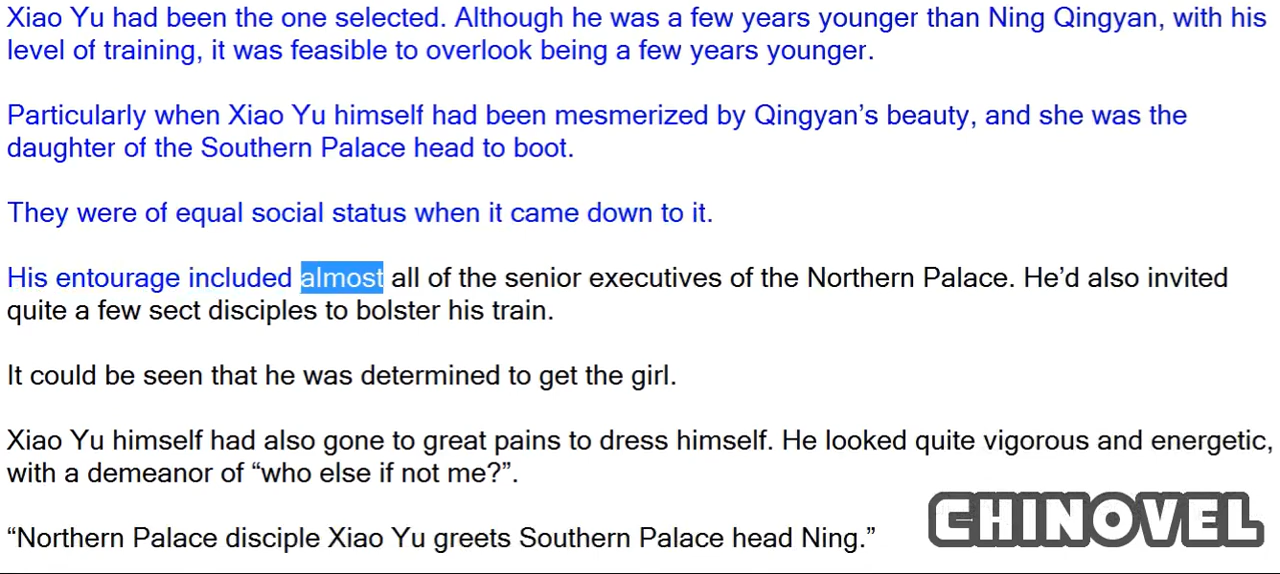 Xiao Yu had been the one selected. Although he was a few years younger than Ning Qingyan, with his
level of training, it was feasible to overlook being a few years younger.
Particularly when Xiao Yu himself had been mesmerized by Qingyan’s beauty, and she was the
daughter of the Southern Palace head to boot.
They were of equal social status when it came down to it.
His entourage included almost all of the senior executives of the Northern Palace. He’d also invited
quite a few sect disciples to bolster his train.
It could be seen that he was determined to get the girl.
Xiao Yu himself had also gone to great pains to dress himself. He looked quite vigorous and energetic,
with a demeanor of “who else if not me?”.
“Northern Palace disciple Xiao Yu greets Southern Palace head Ning.”
CHINOVEL